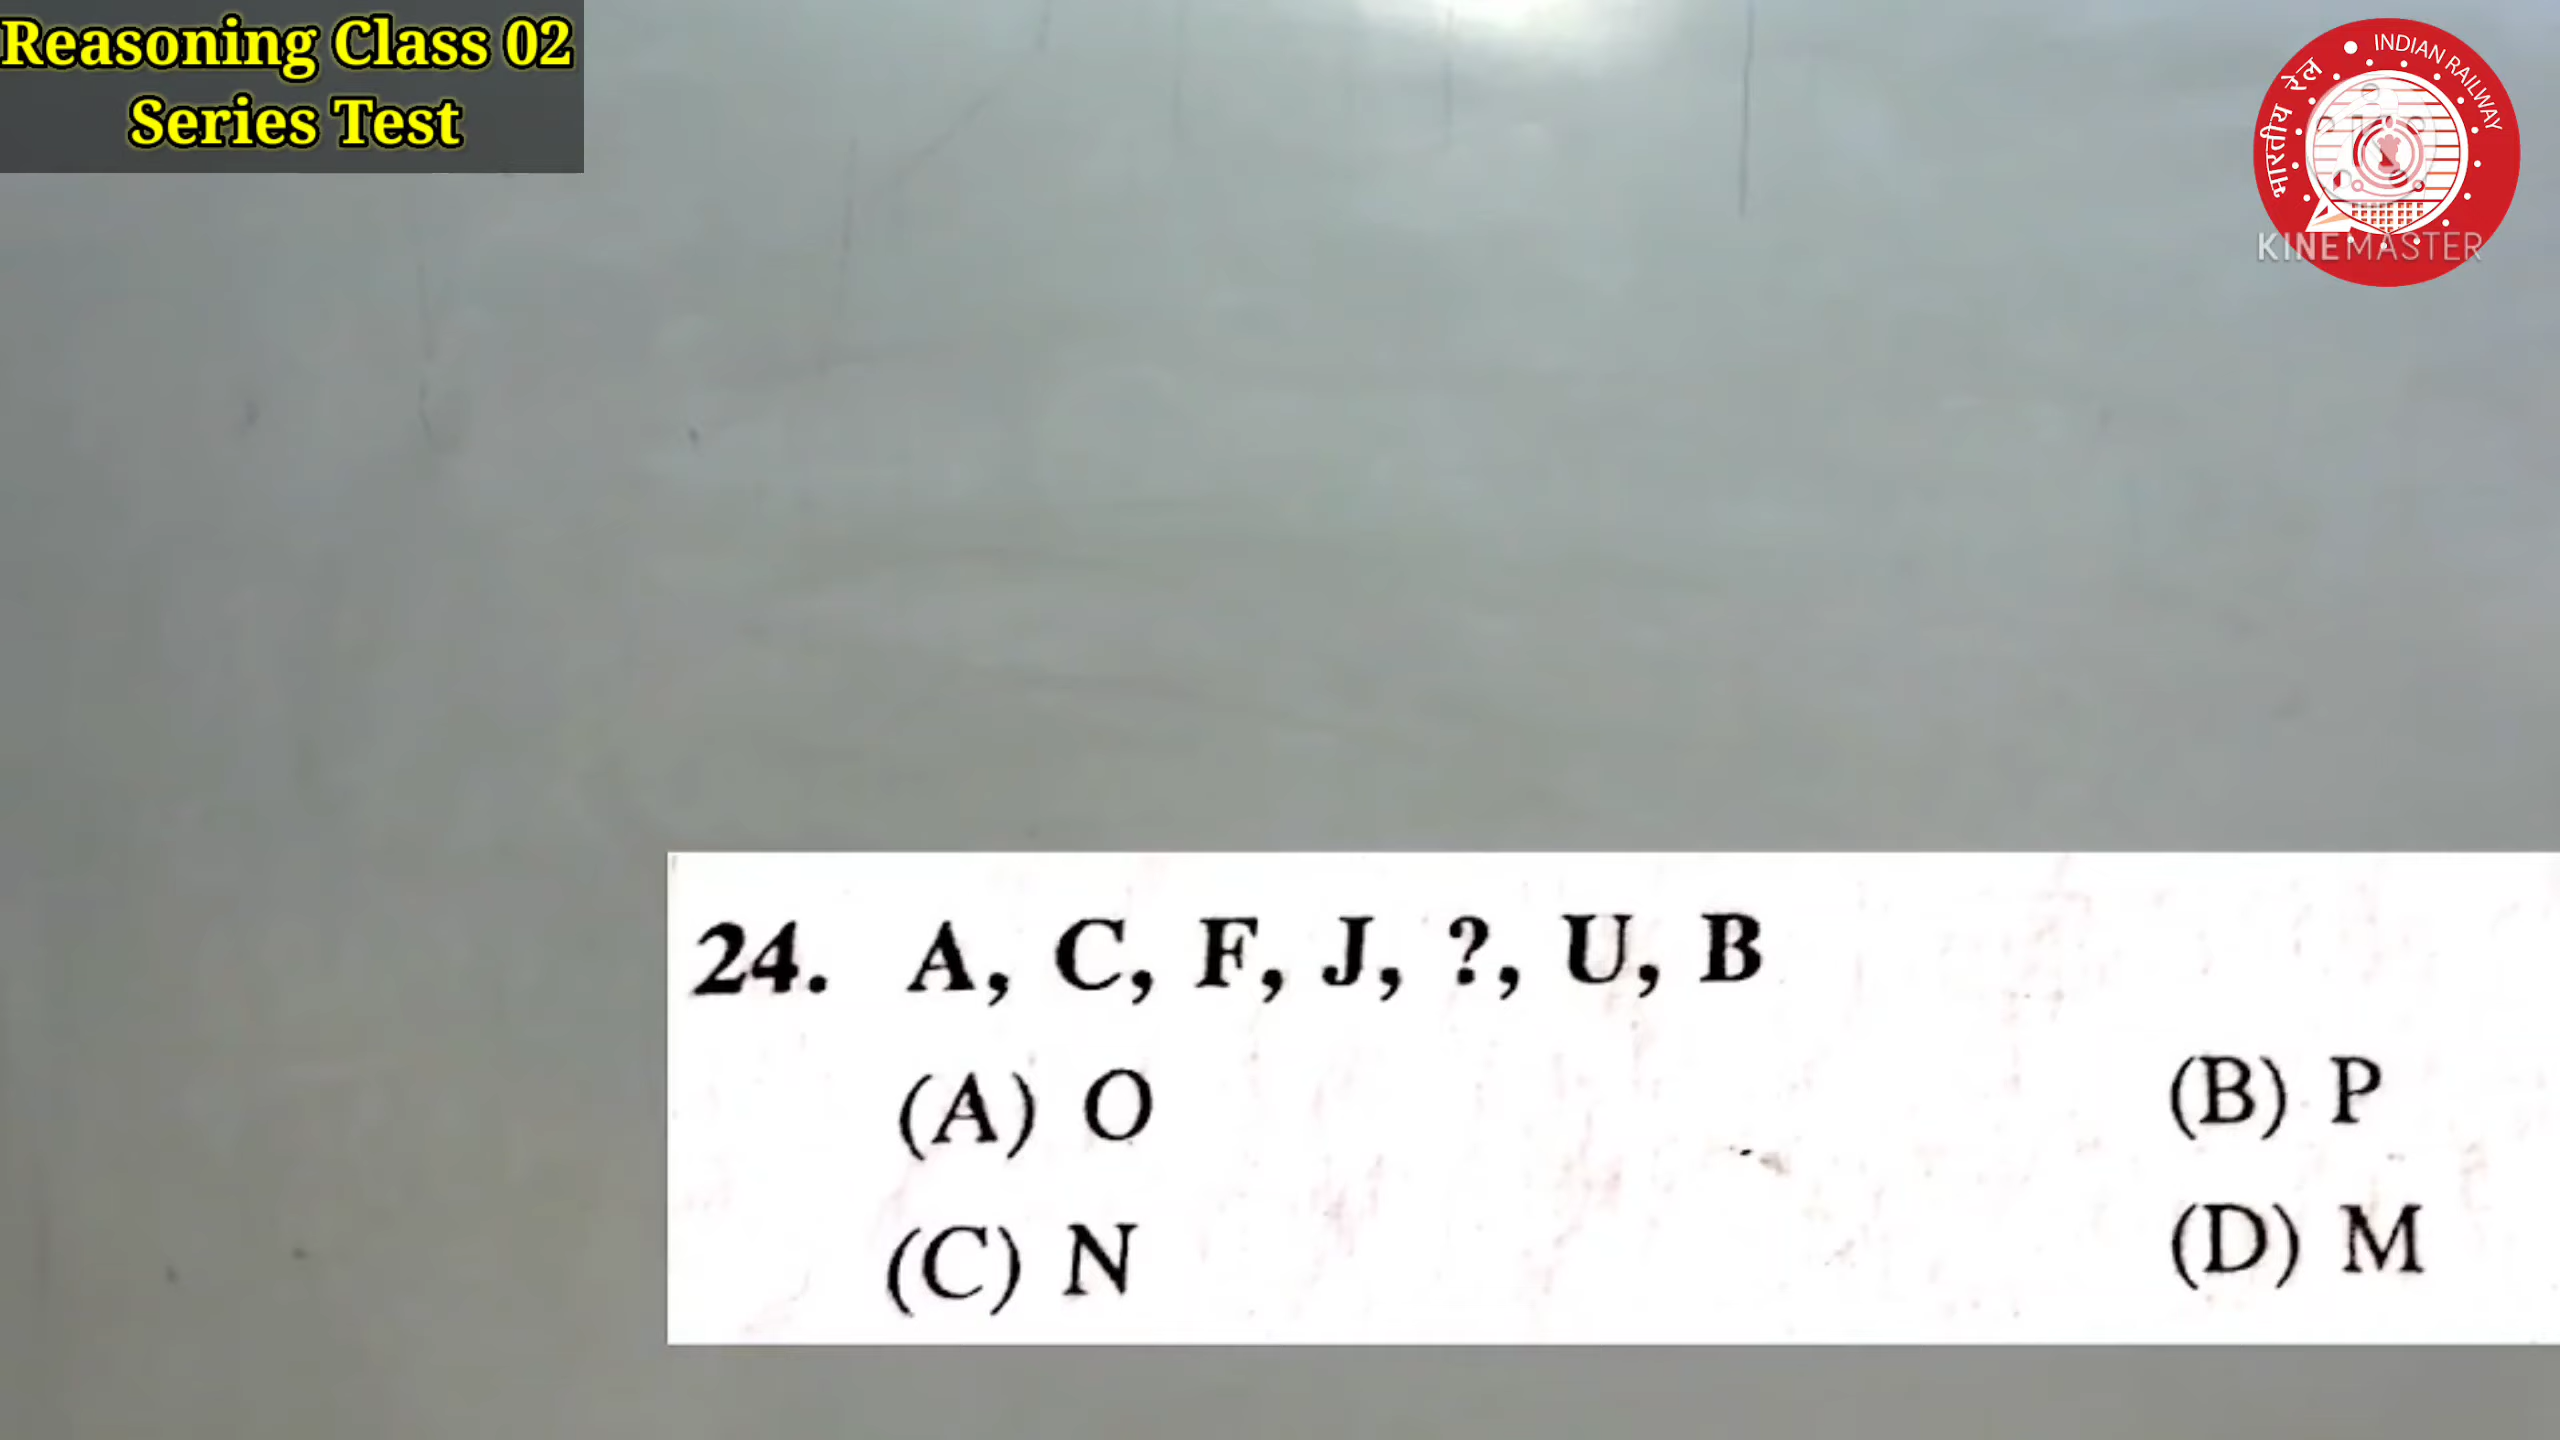 Reasoning Class 02
Series Test
भारतीय रेल
INDIAN RAILWAY
KINEMASTER
24. A, C, F, J, ?, U, B
(A) O (B) P
(C) N (D) M